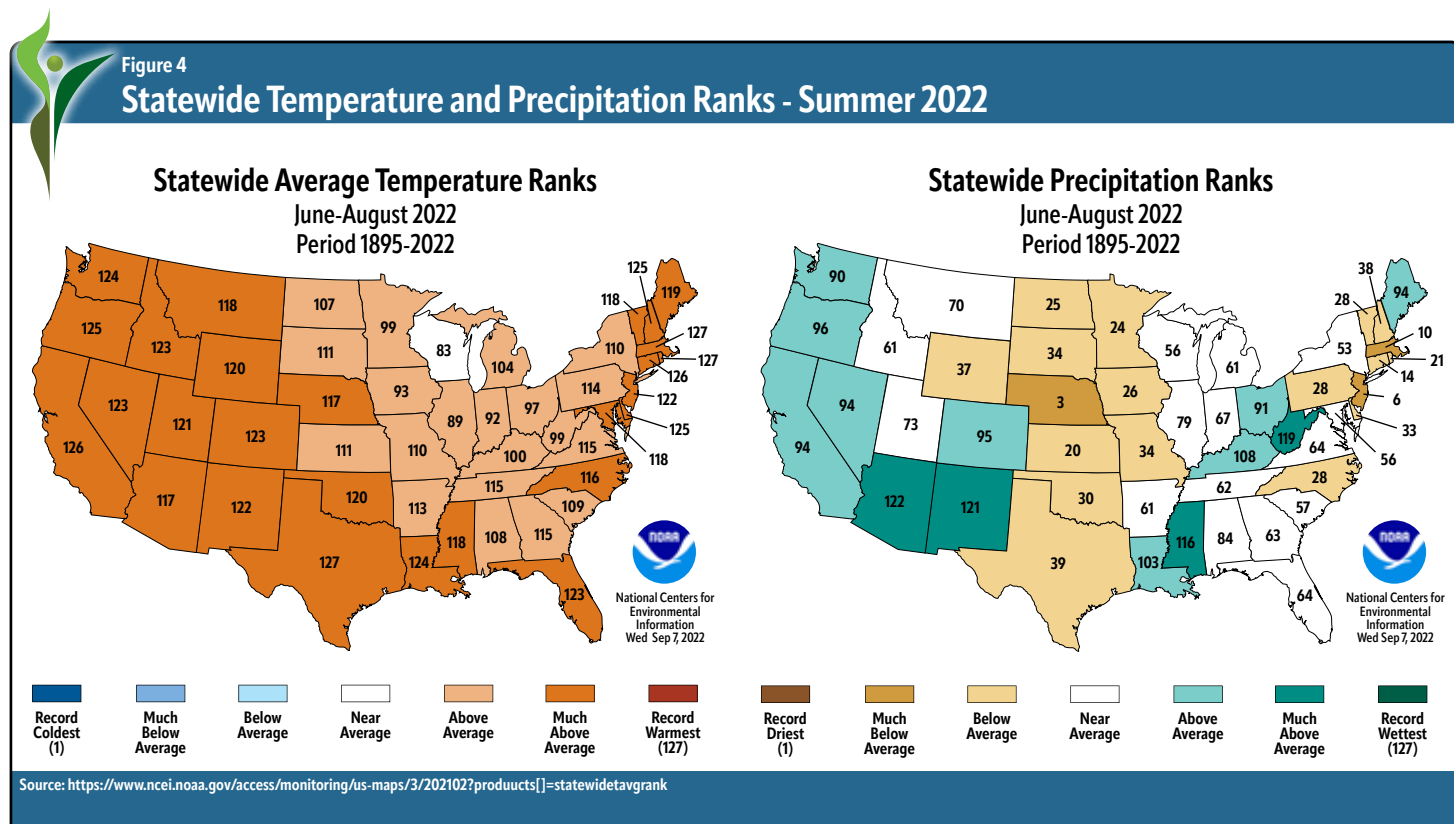 Figure 4
Statewide Temperature and Precipitation Ranks - Summer 2022
Statewide Average Temperature Ranks
June-August 2022
Period 1895-2022
124
125
126
123
123
118
120
121
123
117
122
107
111
117
111
120
127
99
93
110
113
124
83
104
89
92
97
99
100
115
118
108
115
109
116
115
114
110
123
118
125
119
127
127
126
122
125
118
NOAA
National Centers for
Environmental
Information
Wed Sep 7, 2022
Record
Coldest
(1)
Much
Below
Average
Below
Average
Near
Average
Above
Average
Much
Above
Average
Record
Warmest
(127)
Statewide Precipitation Ranks
June-August 2022
Period 1895-2022
90
96
94
94
61
70
37
73
95
122
121
25
34
3
20
30
39
24
26
34
61
103
56
61
79
67
91
119
108
62
116
84
63
57
28
64
28
53
64
28
38
94
10
21
14
6
33
56
NOAA
National Centers for
Environmental
Information
Wed Sep 7, 2022
Record
Driest
(1)
Much
Below
Average
Below
Average
Near
Average
Above
Average
Much
Above
Average
Record
Wettest
(127)
Source: https://www.ncei.noaa.gov/access/monitoring/us-maps/3/202102?produucts[]=statewidetavgrank